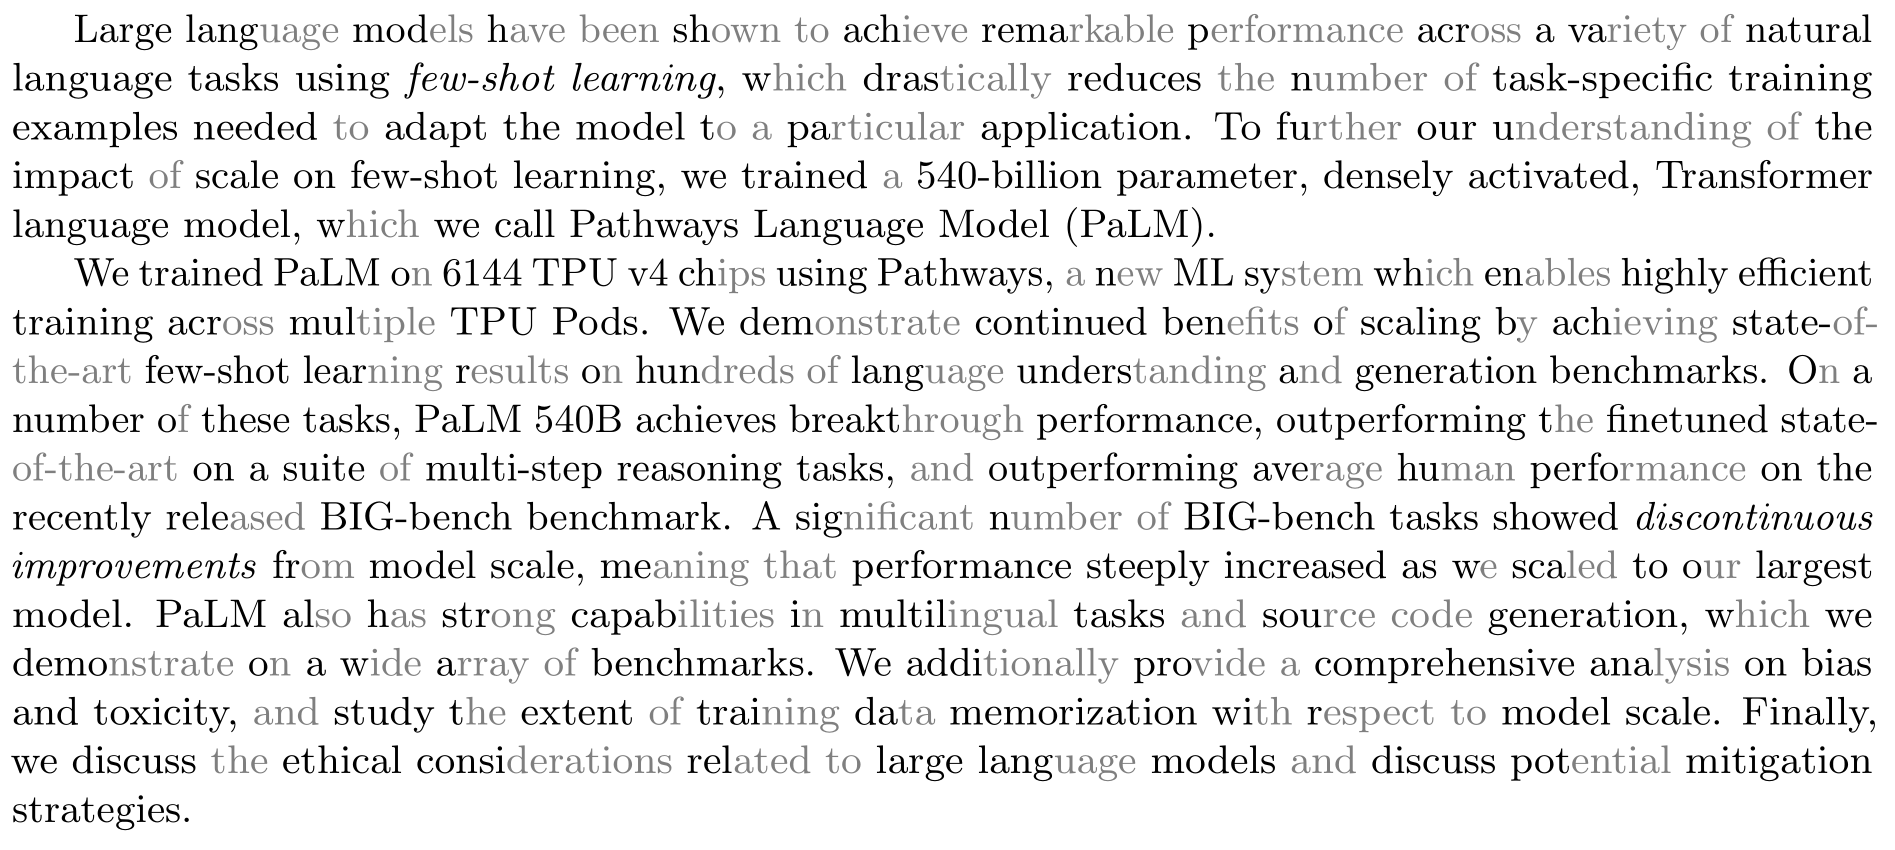 Large language models have been shown to achieve remarkable performance across a variety of natural
language tasks using few-shot learning, which drastically reduces the number of task-specific training
examples needed to adapt the model to a particular application. To further our understanding of the
impact of scale on few-shot learning, we trained a 540-billion parameter, densely activated, Transformer
language model, which we call Pathways Language Model (PaLM).
We trained PaLM on 6144 TPU v4 chips using Pathways, a new ML system which enables highly efficient
training across multiple TPU Pods. We demonstrate continued benefits of scaling by achieving state-of-
the-art few-shot learning results on hundreds of language understanding and generation benchmarks. On a
number of these tasks, PaLM 540B achieves breakthrough performance, outperforming the finetuned state-
of-the-art on a suite of multi-step reasoning tasks, and outperforming average human performance on the
recently released BIG-bench benchmark. A significant number of BIG-bench tasks showed discontinuous
improvements from model scale, meaning that performance steeply increased as we scaled to our largest
model. PaLM also has strong capabilities in multilingual tasks and source code generation, which we
demonstrate on a wide array of benchmarks. We additionally provide a comprehensive analysis on bias
and toxicity, and study the extent of training data memorization with respect to model scale. Finally,
we discuss the ethical considerations related to large language models and discuss potential mitigation
strategies.